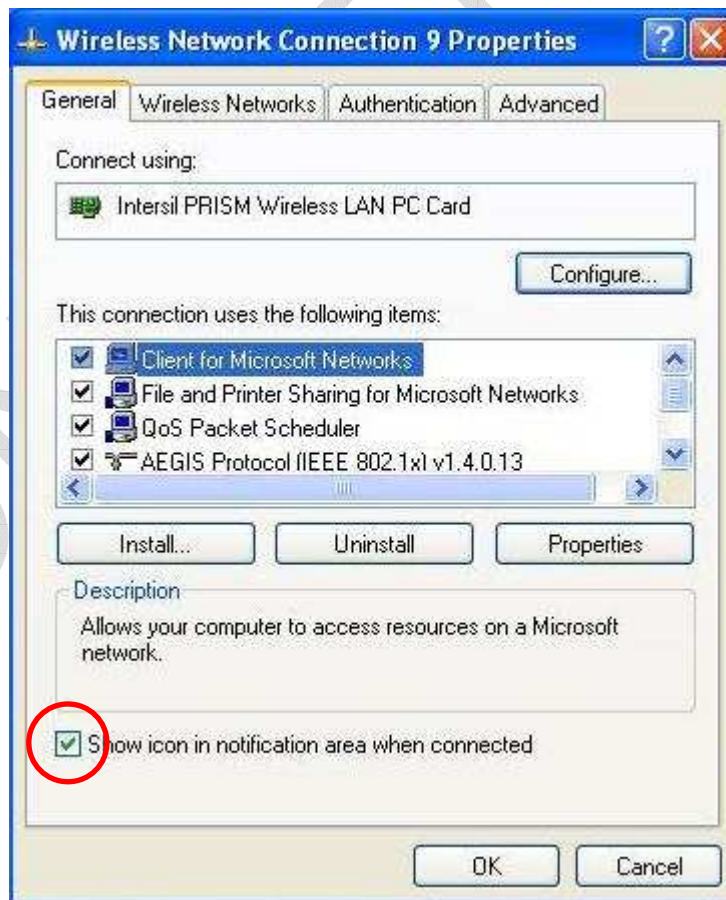 Wireless Network Connection 9 Properties
General Wireless Networks Authentication Advanced
Connect using:
Intersil PRISM Wireless LAN PC Card
Configure...
This connection uses the following items:
Client for Microsoft Networks
File and Printer Sharing for Microsoft Networks
QoS Packet Scheduler
AEGIS Protocol (IEEE 802.1x) v1.4.0.13
Install... Uninstall Properties
Description
Allows your computer to access resources on a Microsoft
network.
Show icon in notification area when connected
OK Cancel